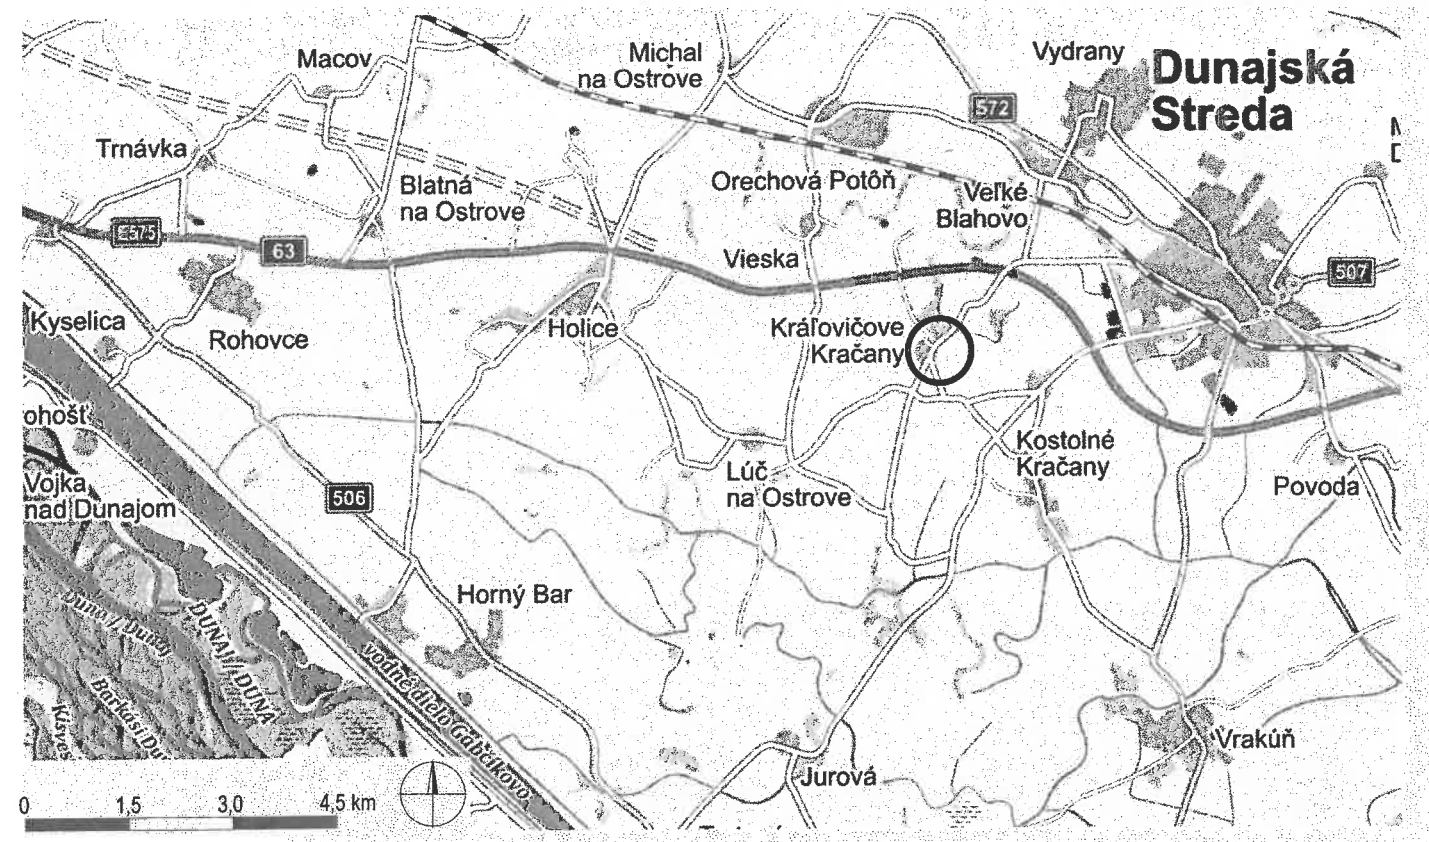 Macov
Michal
na Ostrove
Vydrany
Dunajská
Streda
572
Trnávka
Blatná
na Ostrove
Orechová Potôň
Veľké
Blahovo
E575
63
Vieska
507
Kyselica
Rohovce
Holice
Kráľovičove
Kračany
ohošť
Vojka
nad Dunajom
506
Lúč
na Ostrove
Kostolné
Kračany
Povoda
Horný Bar
DUNAJ / DUNA
vodné dielo Gabčíkovo
Jurová
Vrakúň
0 1,5 3,0 4,5 km